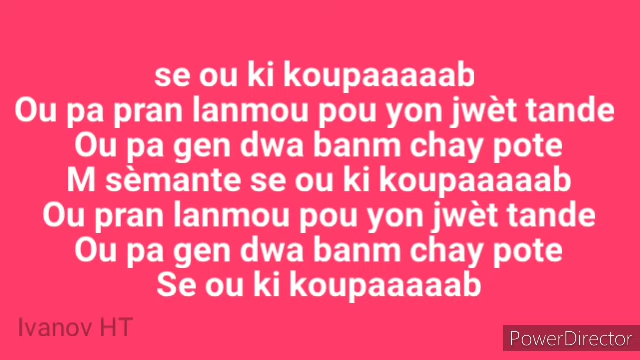 se ou ki koupaaaaab
Ou pa pran lanmou pou yon jwèt tande
Ou pa gen dwa banm chay pote
M sèmante se ou ki koupaaaaab
Ou pran lanmou pou yon jwèt tande
Ou pa gen dwa banm chay pote
Se ou ki koupaaaaab
Ivanov HT
PowerDirector